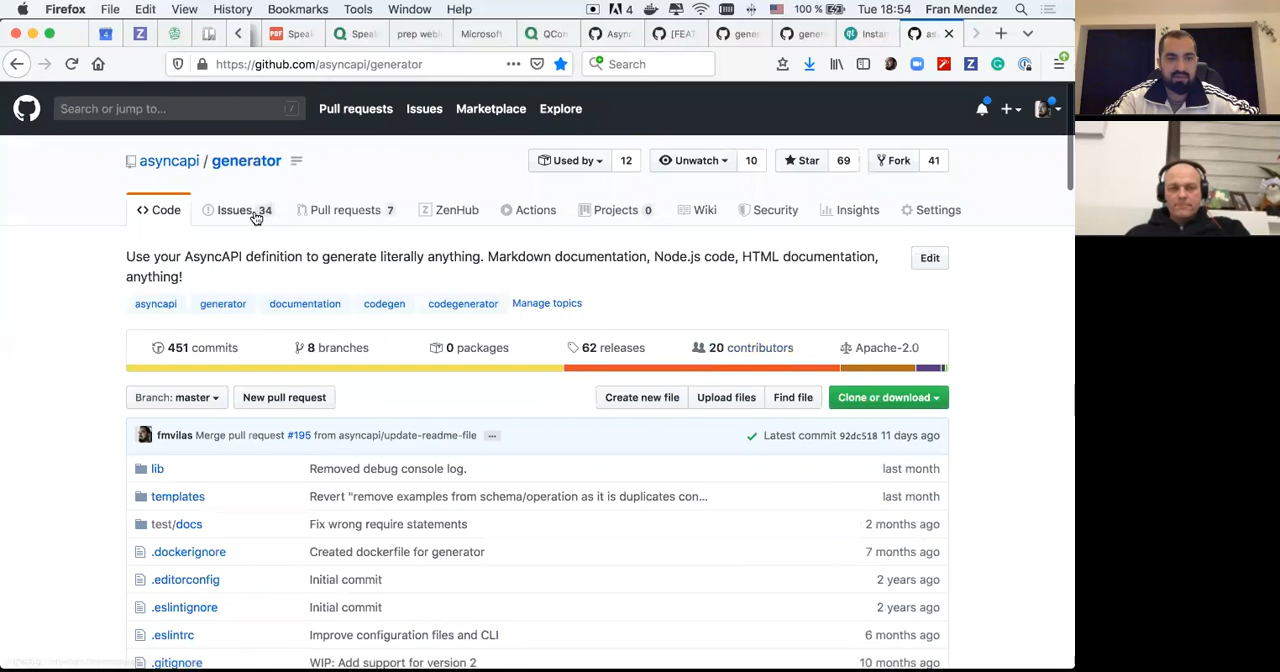 Firefox File Edit View History Bookmarks Tools Window Help 4 100 % Tue 18:54 Fran Mendez
Z PDF Speak Q Speak prep webi Microsoft Q QCon Async [FEAT gener gener Instan as
https://github.com/asyncapi/generator Search
Search or jump to... / Pull requests Issues Marketplace Explore
asyncapi / generator Used by 12 Unwatch 10 Star 69 Fork 41
Code Issues 34 Pull requests 7 ZenHub Actions Projects 0 Wiki Security Insights Settings
Use your AsyncAPI definition to generate literally anything. Markdown documentation, Node.js code, HTML documentation,
anything!
Edit
asyncapi generator documentation codegen codegenerator Manage topics
451 commits 8 branches 0 packages 62 releases 20 contributors Apache-2.0
Branch: master New pull request Create new file Upload files Find file Clone or download
fmvilas Merge pull request #195 from asyncapi/update-readme-file ... Latest commit 92dc518 11 days ago
lib Removed debug console log. last month
templates Revert "remove examples from schema/operation as it is duplicates con... last month
test/docs Fix wrong require statements 2 months ago
.dockerignore Created dockerfile for generator 7 months ago
.editorconfig Initial commit 2 years ago
.eslintignore Initial commit 2 years ago
.eslintrc Improve configuration files and CLI 6 months ago
.gitignore WIP: Add support for version 2 10 months ago